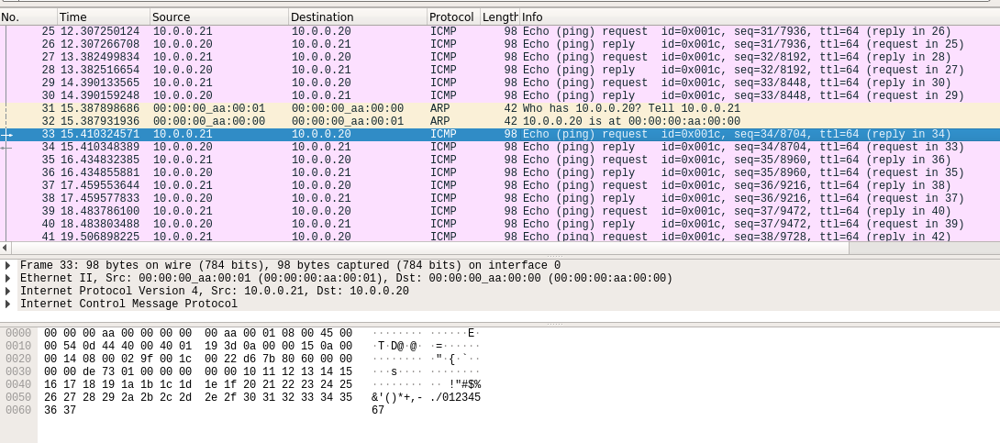 No. Time Source Destination Protocol Length Info
25 12.307250124 10.0.0.21 10.0.0.20 ICMP 98 Echo (ping) request id=0x001c, seq=31/7936, ttl=64 (reply in 26)
26 12.307266708 10.0.0.20 10.0.0.21 ICMP 98 Echo (ping) reply id=0x001c, seq=31/7936, ttl=64 (request in 25)
27 13.382499834 10.0.0.21 10.0.0.20 ICMP 98 Echo (ping) request id=0x001c, seq=32/8192, ttl=64 (reply in 28)
28 13.382516654 10.0.0.20 10.0.0.21 ICMP 98 Echo (ping) reply id=0x001c, seq=32/8192, ttl=64 (request in 27)
29 14.390133565 10.0.0.21 10.0.0.20 ICMP 98 Echo (ping) request id=0x001c, seq=33/8448, ttl=64 (reply in 30)
30 14.390159248 10.0.0.20 10.0.0.21 ICMP 98 Echo (ping) reply id=0x001c, seq=33/8448, ttl=64 (request in 29)
31 15.387898686 00:00:00_aa:00:01 00:00:00_aa:00:00 ARP 42 Who has 10.0.0.20? Tell 10.0.0.21
32 15.387931936 00:00:00_aa:00:00 00:00:00_aa:00:01 ARP 42 10.0.0.20 is at 00:00:00:aa:00:00
33 15.410324571 10.0.0.21 10.0.0.20 ICMP 98 Echo (ping) request id=0x001c, seq=34/8704, ttl=64 (reply in 34)
34 15.410348389 10.0.0.20 10.0.0.21 ICMP 98 Echo (ping) reply id=0x001c, seq=34/8704, ttl=64 (request in 33)
35 16.434832385 10.0.0.21 10.0.0.20 ICMP 98 Echo (ping) request id=0x001c, seq=35/8960, ttl=64 (reply in 36)
36 16.434855881 10.0.0.20 10.0.0.21 ICMP 98 Echo (ping) reply id=0x001c, seq=35/8960, ttl=64 (request in 35)
37 17.459553644 10.0.0.21 10.0.0.20 ICMP 98 Echo (ping) request id=0x001c, seq=36/9216, ttl=64 (reply in 38)
38 17.459577833 10.0.0.20 10.0.0.21 ICMP 98 Echo (ping) reply id=0x001c, seq=36/9216, ttl=64 (request in 37)
39 18.483786100 10.0.0.21 10.0.0.20 ICMP 98 Echo (ping) request id=0x001c, seq=37/9472, ttl=64 (reply in 40)
40 18.483803488 10.0.0.20 10.0.0.21 ICMP 98 Echo (ping) reply id=0x001c, seq=37/9472, ttl=64 (request in 39)
41 19.506898225 10.0.0.21 10.0.0.20 ICMP 98 Echo (ping) request id=0x001c, seq=38/9728, ttl=64 (reply in 42)
Frame 33: 98 bytes on wire (784 bits), 98 bytes captured (784 bits) on interface 0
Ethernet II, Src: 00:00:00_aa:00:01 (00:00:00:aa:00:01), Dst: 00:00:00_aa:00:00 (00:00:00:aa:00:00)
Internet Protocol Version 4, Src: 10.0.0.21, Dst: 10.0.0.20
Internet Control Message Protocol
0000 00 00 00 aa 00 00 00 00 00 aa 00 01 08 00 45 00 ········ ······E·
0010 00 54 0d 44 40 00 40 01 19 3d 0a 00 00 15 0a 00 ·T·D@·@· ·=······
0020 00 14 08 00 02 9f 00 1c 00 22 d6 7b 80 60 00 00 ········ ·"·{·`··
0030 00 00 de 73 01 00 00 00 00 00 10 11 12 13 14 15 ···s···· ········
0040 16 17 18 19 1a 1b 1c 1d 1e 1f 20 21 22 23 24 25 ········ ·· !"#$%
0050 26 27 28 29 2a 2b 2c 2d 2e 2f 30 31 32 33 34 35 &'()*+,- ./012345
0060 36 37 67